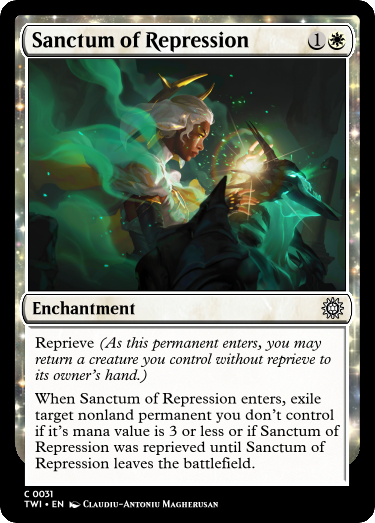 Sanctum of Repression 1
Enchantment
Reprieve (As this permanent enters, you may
return a creature you control without reprieve to
its owner's hand.)
When Sanctum of Repression enters, exile
target nonland permanent you don't control
if it's mana value is 3 or less or if Sanctum of
Repression was reprieved until Sanctum of
Repression leaves the battlefield.
C 0031
TWI • EN Claudiu-Antoniu Magherusan